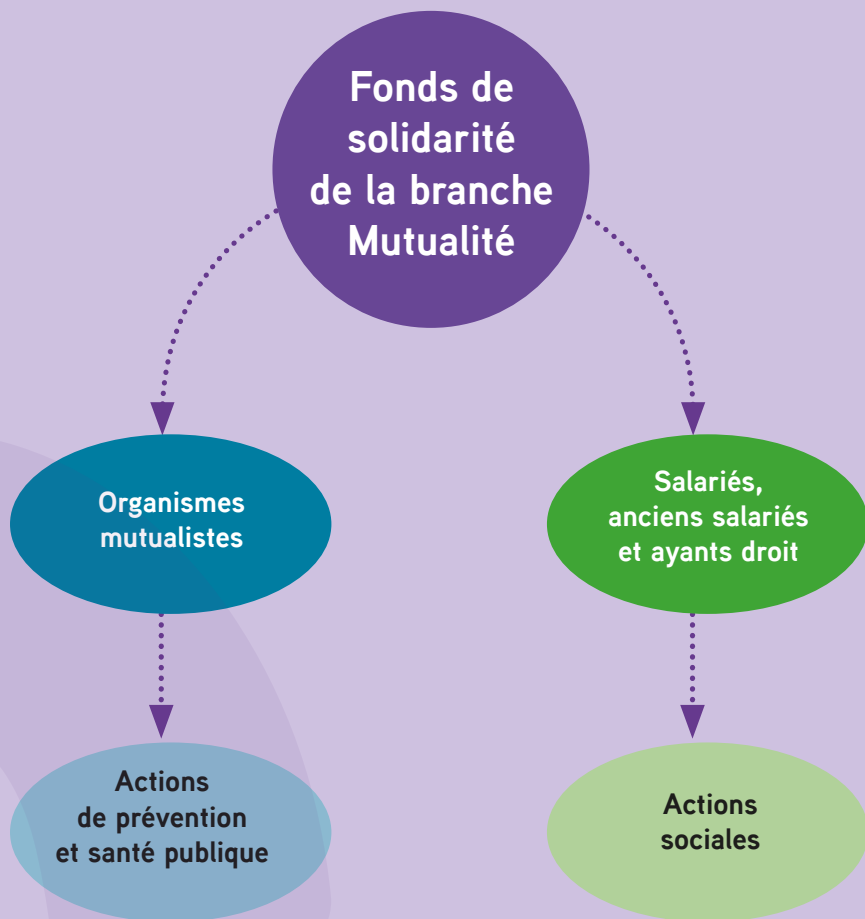 Fonds de
solidarité
de la branche
Mutualité
Organismes
mutualistes
Salariés,
anciens salariés
et ayants droit
Actions
de prévention
et santé publique
Actions
sociales